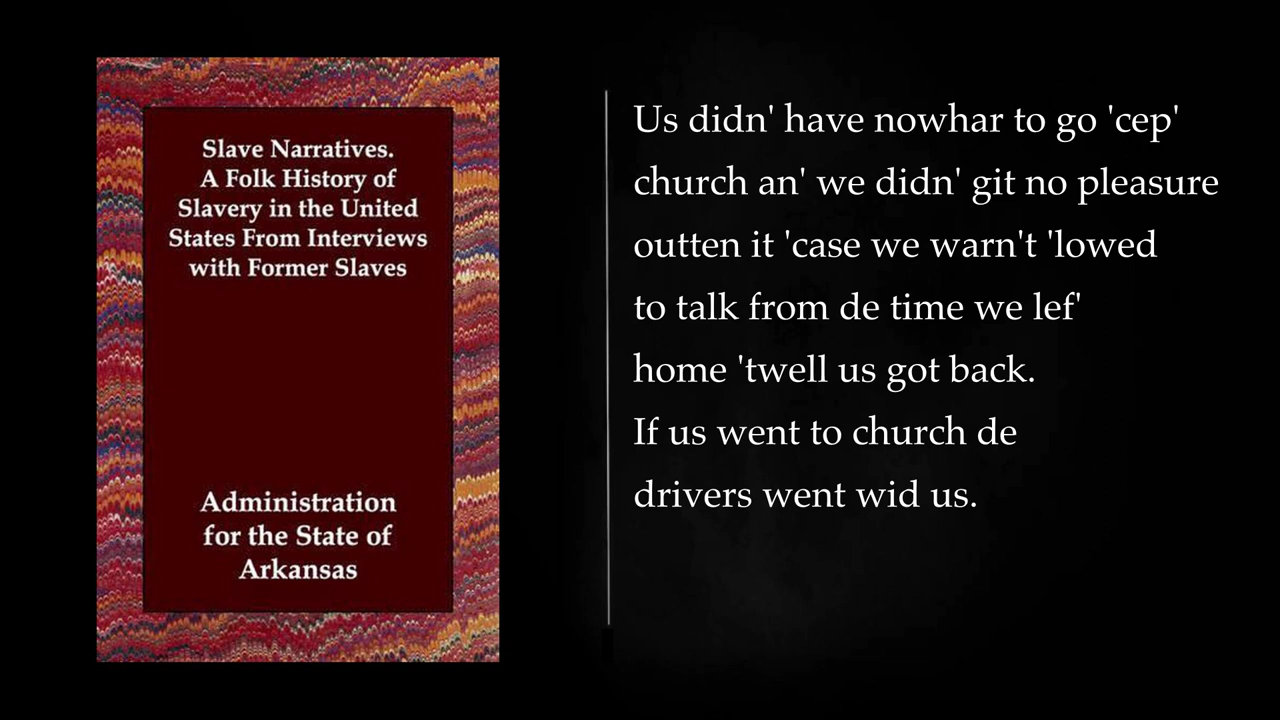 Slave Narratives.
A Folk History of
Slavery in the United
States From Interviews
with Former Slaves
Administration
for the State of
Arkansas
Us didn' have nowhar to go 'cep'
church an' we didn' git no pleasure
outten it 'case we warn't 'lowed
to talk from de time we lef'
home 'twell us got back.
If us went to church de
drivers went wid us.